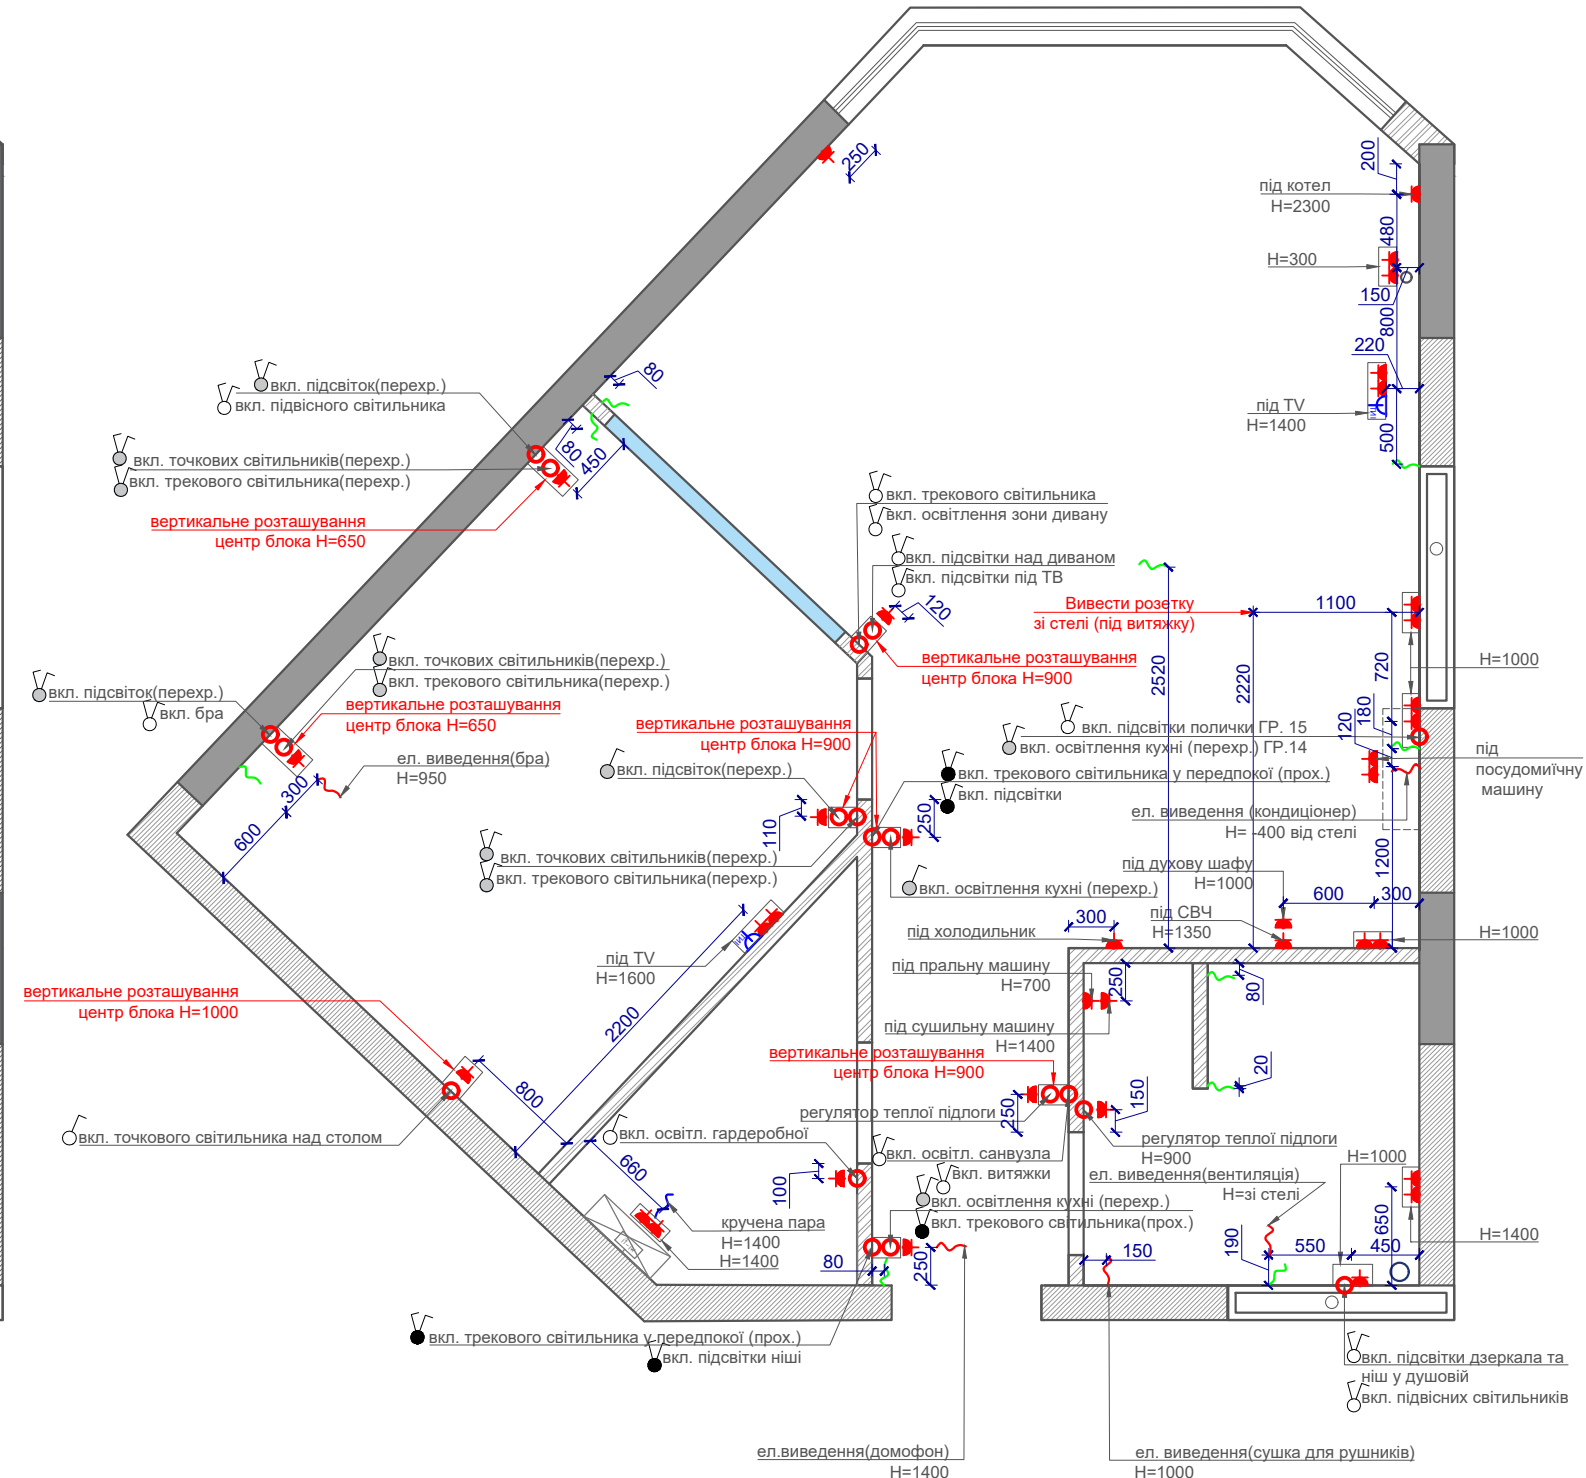 250
200
під котел
H=2300
480
H=300
150
800
220
80
вкл. підсвіток(перехр.)
вкл. підвісного світильника
під TV
H=1400
500
80
450
вкл. точкових світильників(перехр.)
вкл. трекового світильника(перехр.)
вкл. трекового світильника
вкл. освітлення зони дивану
вертикальне розташування
центр блока H=650
вкл. підсвітки над диваном
вкл. підсвітки під ТВ
120
Вивести розетку
зі стелі (під витяжку)
1100
вкл. точкових світильників(перехр.)
вкл. трекового світильника(перехр.)
вертикальне розташування
центр блока H=900
2520
2220
720
H=1000
вкл. підсвіток(перехр.)
вкл. бра
вертикальне розташування
центр блока H=650
вертикальне розташування
центр блока H=900
вкл. підсвітки полички ГР. 15
вкл. освітлення кухні (перехр.) ГР.14
180
120
під
посудомиїчну
машину
ел. виведення(бра)
H=950
вкл. підсвіток(перехр.)
вкл. трекового світильника у передпокої (прох.)
вкл. підсвітки
300
600
110
250
ел. виведення (кондиціонер)
H= -400 від стелі
1200
вкл. точкових світильників(перехр.)
вкл. трекового світильника(перехр.)
вкл. освітлення кухні (перехр.)
під духову шафу
H=1000
600
300
300
під СВЧ
H=1350
під холодильник
H=1000
під TV
H=1600
під пральну машину
H=700
250
80
вертикальне розташування
центр блока H=1000
2200
під сушильну машину
H=1400
вертикальне розташування
центр блока H=900
20
800
250
150
регулятор теплої підлоги
вкл. точкового світильника над столом
вкл. освітл. гардеробної
регулятор теплої підлоги
H=900
вкл. освітл. санвузла
вкл. витяжки
H=1000
660
100
ел. виведення(вентиляція)
H=зі стелі
вкл. освітлення кухні (перехр.)
вкл. трекового світильника(прох.)
650
H=1400
кручена пара
H=1400
H=1400
80
250
150
190
550
450
вкл. трекового світильника у передпокої (прох.)
вкл. підсвітки ніші
вкл. підсвітки дзеркала та
ніш у душовій
вкл. підвісних світильників
ел.виведення(домофон)
H=1400
ел. виведення(сушка для рушників)
H=1000